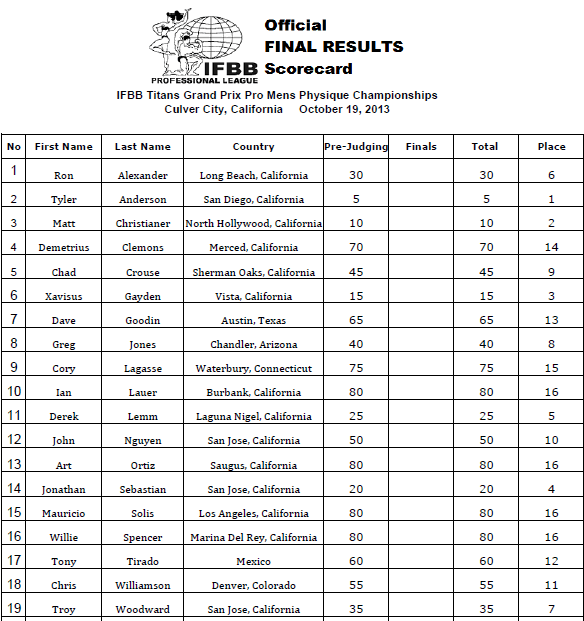 Official
FINAL RESULTS
Scorecard
IFBB
PROFESSIONAL LEAGUE
IFBB Titans Grand Prix Pro Mens Physique Championships
Culver City, California October 19, 2013
No First Name Last Name Country Pre-Judging Finals Total Place
1 Ron Alexander Long Beach, California 30 30 6
2 Tyler Anderson San Diego, California 5 5 1
3 Matt Christianer North Hollywood, California 10 10 2
4 Demetrius Clemons Merced, California 70 70 14
5 Chad Crouse Sherman Oaks, California 45 45 9
6 Xavisus Gayden Vista, California 15 15 3
7 Dave Goodin Austin, Texas 65 65 13
8 Greg Jones Chandler, Arizona 40 40 8
9 Cory Lagasse Waterbury, Connecticut 75 75 15
10 Ian Lauer Burbank, California 80 80 16
11 Derek Lemm Laguna Nigel, California 25 25 5
12 John Nguyen San Jose, California 50 50 10
13 Art Ortiz Saugus, California 80 80 16
14 Jonathan Sebastian San Jose, California 20 20 4
15 Mauricio Solis Los Angeles, California 80 80 16
16 Willie Spencer Marina Del Rey, California 80 80 16
17 Tony Tirado Mexico 60 60 12
18 Chris Williamson Denver, Colorado 55 55 11
19 Troy Woodward San Jose, California 35 35 7